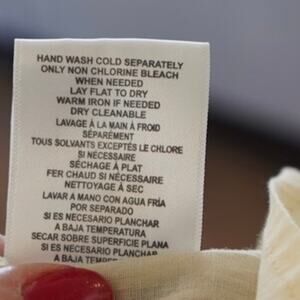 HAND WASH COLD SEPARATELY
ONLY NON CHLORINE BLEACH
WHEN NEEDED
LAY FLAT TO DRY
WARM IRON IF NEEDED
DRY CLEANABLE
LAVAGE À LA MAIN À FROID
SÉPARÉMENT
TOUS SOLVANTS EXCEPTÉS LE CHLORE
SI NÉCESSAIRE
SÉCHAGE À PLAT
FER CHAUD SI NÉCESSAIRE
NETTOYAGE À SEC
LAVAR A MANO CON AGUA FRÍA
POR SEPARADO
SI ES NECESARIO PLANCHAR
A BAJA TEMPERATURA
SECAR SOBRE SUPERFICIE PLANA
SI ES NECESARIO PLANCHAR
A BAJA